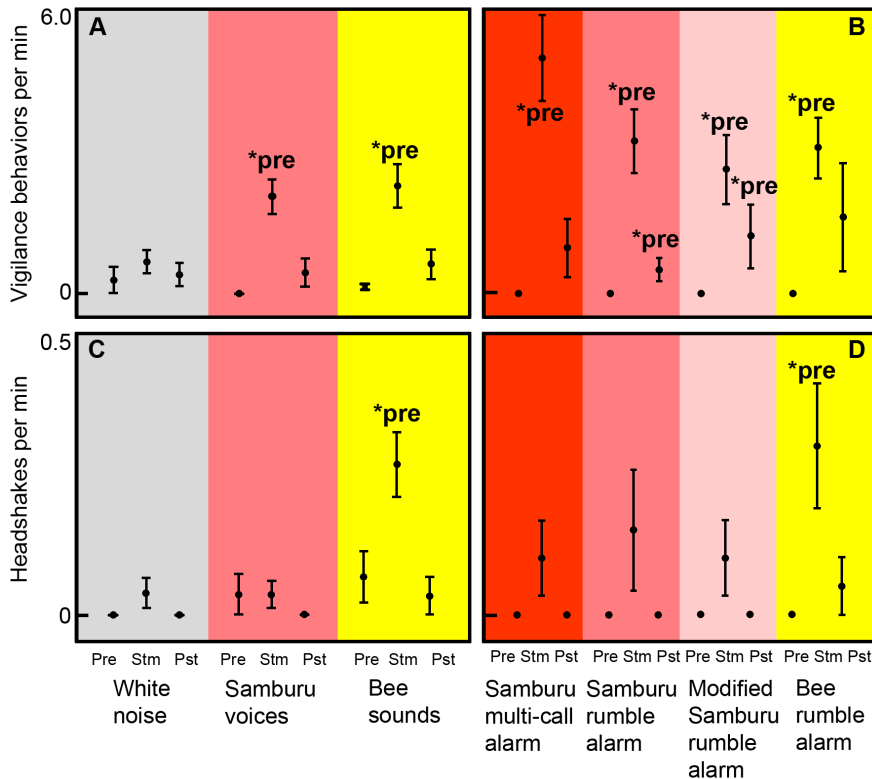 6.0
A
B
Vigilance behaviors per min
*pre
*pre
*pre
*pre
*pre
*pre
*pre
*pre
0
0.5
C
D
Headshakes per min
*pre
*pre
0
Pre Stm Pst
Pre Stm Pst
Pre Stm Pst
Pre Stm Pst
Pre Stm Pst
Pre Stm Pst
Pre Stm Pst
White
noise
Samburu
voices
Bee
sounds
Samburu
multi-call
alarm
Samburu
rumble
alarm
Modified
Samburu
rumble
alarm
Bee
rumble
alarm